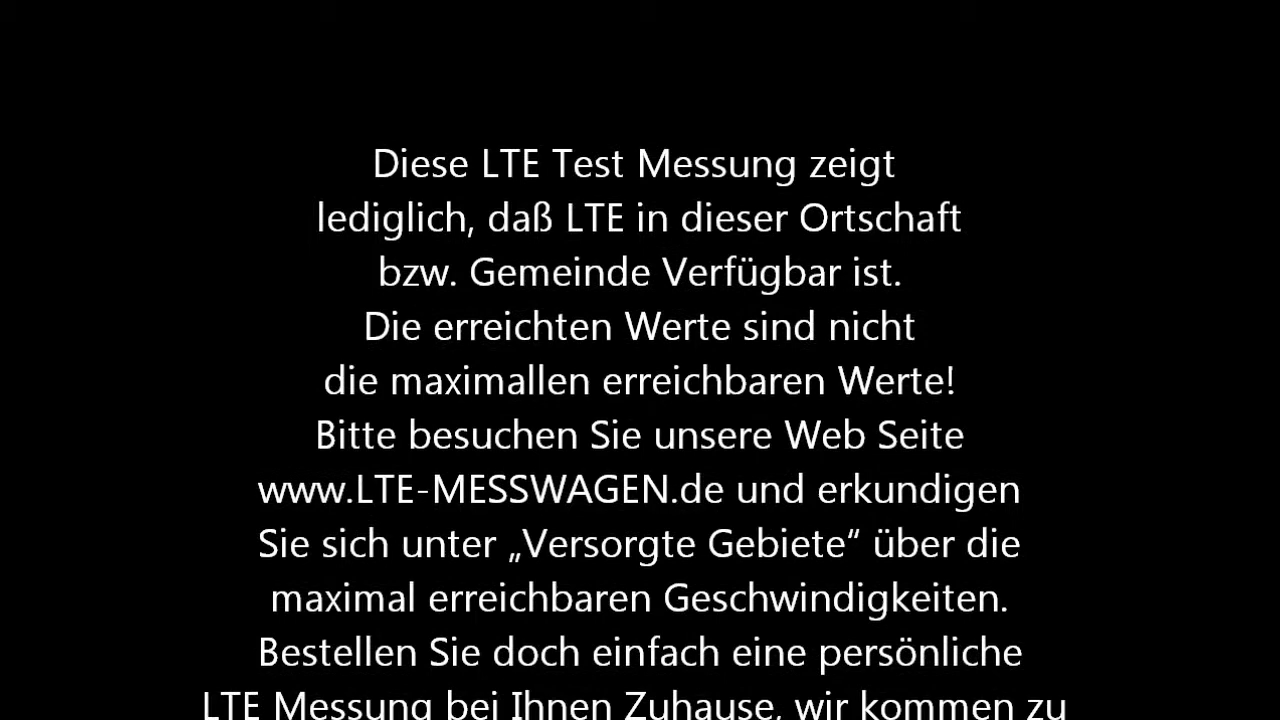 Diese LTE Test Messung zeigt
lediglich, daß LTE in dieser Ortschaft
bzw. Gemeinde Verfügbar ist.
Die erreichten Werte sind nicht
die maximallen erreichbaren Werte!
Bitte besuchen Sie unsere Web Seite
www.LTE-MESSWAGEN.de und erkundigen
Sie sich unter „Versorgte Gebiete“ über die
maximal erreichbaren Geschwindigkeiten.
Bestellen Sie doch einfach eine persönliche
LTE Messung bei Ihnen Zuhause, wir kommen zu